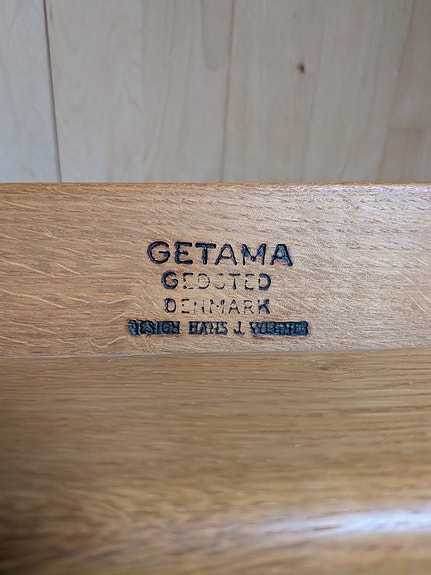 GETAMA
GEDSTED
DENMARK
DESIGN HANS J. WEGNER